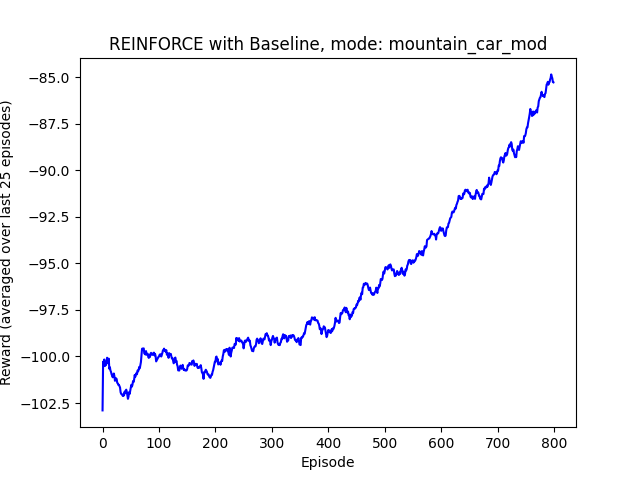 REINFORCE with Baseline, mode: mountain_car_mod
Reward (averaged over last 25 episodes)
−85.0
−87.5
−90.0
−92.5
−95.0
−97.5
−100.0
−102.5
0 100 200 300 400 500 600 700 800
Episode